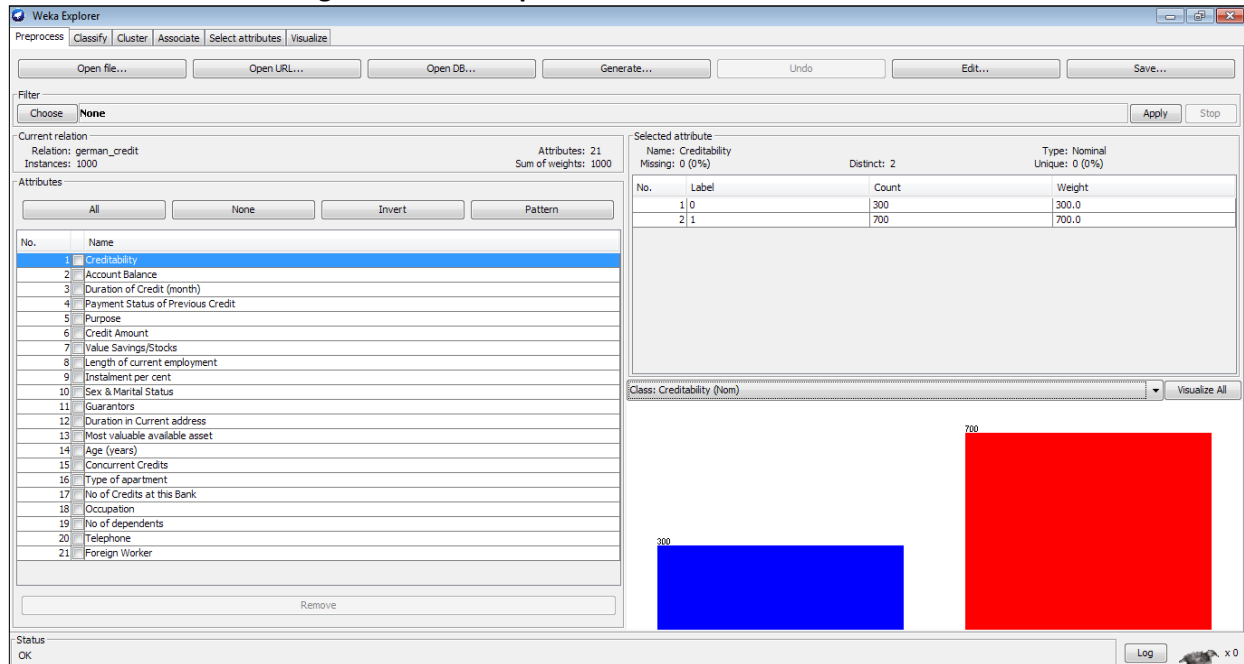 Weka Explorer
Preprocess Classify Cluster Associate Select attributes Visualize
Open file... Open URL... Open DB... Generate... Undo Edit... Save...
Filter
Choose None Apply Stop
Current relation
Relation: german_credit Attributes: 21
Instances: 1000 Sum of weights: 1000
Attributes
All None Invert Pattern
No. Name
1 Creditability
2 Account Balance
3 Duration of Credit (month)
4 Payment Status of Previous Credit
5 Purpose
6 Credit Amount
7 Value Savings/Stocks
8 Length of current employment
9 Instalment per cent
10 Sex & Marital Status
11 Guarantors
12 Duration in Current address
13 Most valuable available asset
14 Age (years)
15 Concurrent Credits
16 Type of apartment
17 No of Credits at this Bank
18 Occupation
19 No of dependents
20 Telephone
21 Foreign Worker
Remove
Selected attribute
Name: Creditability Type: Nominal
Missing: 0 (0%) Distinct: 2 Unique: 0 (0%)
No. Label Count Weight
1 0 300 300.0
2 1 700 700.0
Class: Creditability (Nom) Visualize All
700
300
Status
OK Log x 0